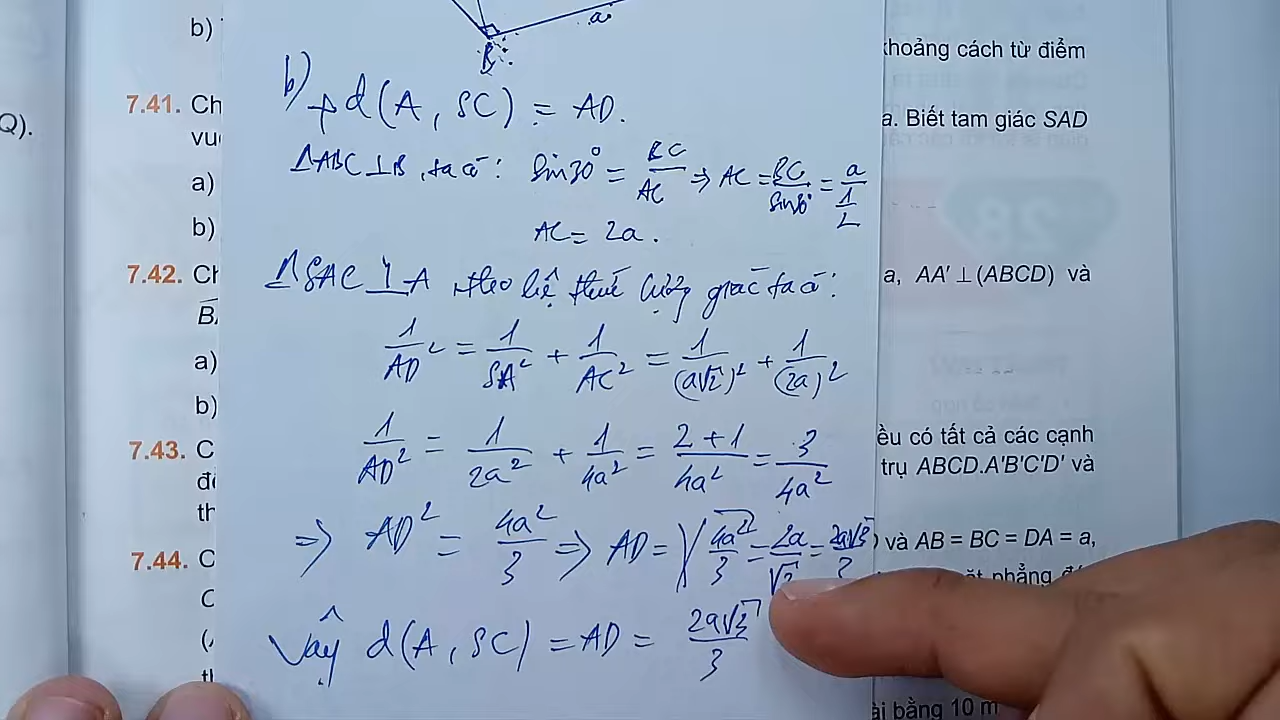 b)
khoảng cách từ điểm
a
B
b) + d(A, SC) = AD.
Q).
7.41. Ch
a. Biết tam giác SAD
vu
ΔABC ⊥ B, ta có: sin30° = BC/AC ⇒ AC = BC/sin30° = a/(1/2)
a)
b)
AC = 2a.
7.42. Ch
a, AA' ⊥ (ABCD) và
ΔSAC ⊥ A theo hệ thức lượng giác ta có:
B
1/AD² = 1/SA² + 1/AC² = 1/(a√2)² + 1/(2a)²
a)
b)
7.43. C
ều có tất cả các cạnh
1/AD² = 1/2a² + 1/4a² = 2+1/4a² = 3/4a²
trụ ABCD.A'B'C'D' và
th
⇒ AD² = 4a²/3 ⇒ AD = √4a²/3 = 2a/√3 = 2a√3/3
và AB = BC = DA = a,
7.44. C
ặt phẳng
C
Vậy d(A, SC) = AD = 2a√3/3
(
th
ài bằng 10 m